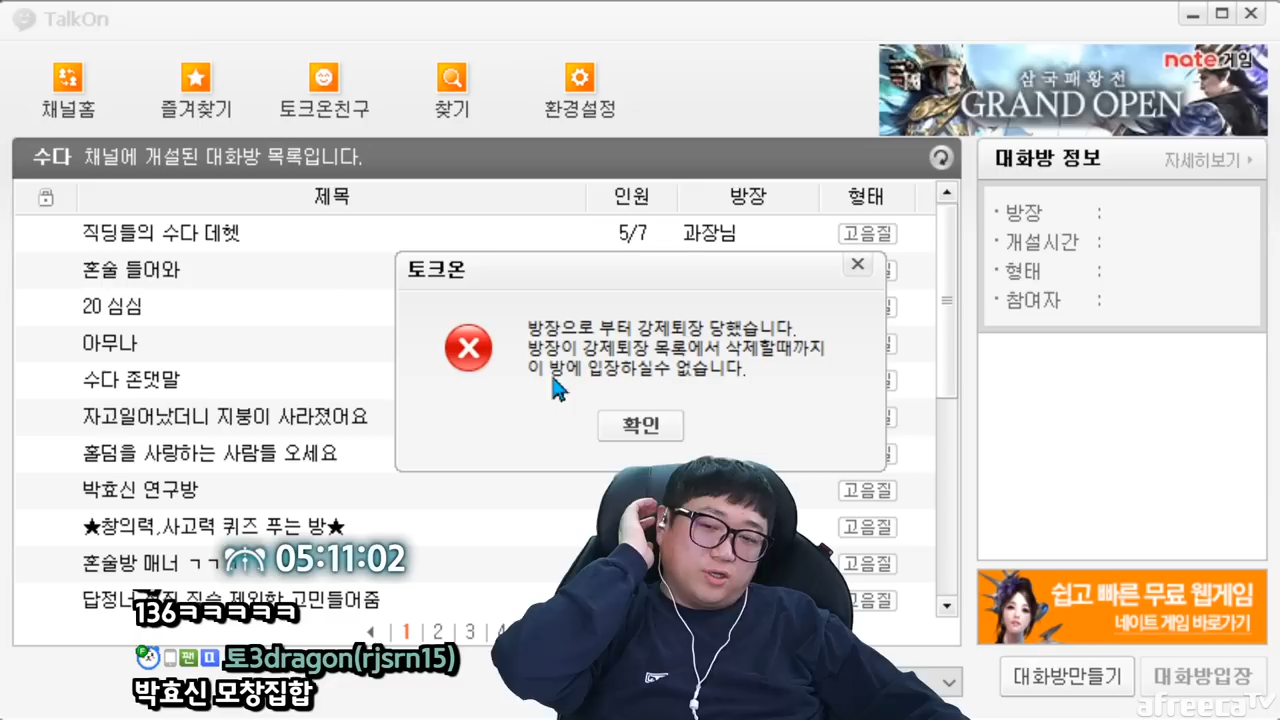 TalkOn
채널홈
즐겨찾기
토크온친구
찾기
환경설정
nate게임
삼국패황전
GRAND OPEN
수다 채널에 개설된 대화방 목록입니다.
대화방 정보
자세히보기
제목
인원
방장
형태
직딩들의 수다 데헷
5/7
과장님
고음질
혼술 들어와
20 심심
아무나
수다 존댓말
자고일어났더니 지붕이 사라졌어요
홀덤을 사랑하는 사람들 오세요
박효신 연구방
고음질
★창의력,사고력 퀴즈 푸는 방★
고음질
혼술방 매너 ㄱㄱ
고음질
고민들어줌
고음질
· 방장 :
· 개설시간 :
· 형태 :
· 참여자 :
토크온
방장으로 부터 강제퇴장 당했습니다.
방장이 강제퇴장 목록에서 삭제할때까지
이 방에 입장하실수 없습니다.
확인
05:11:02
136ㅋㅋㅋㅋㅋ
1 2 3 4
팬
토3dragon(rjsrn15)
박효신 모창집합
쉽고 빠른 무료 웹게임
네이트 게임 바로가기
대화방만들기
대화방입장
afreecaTV